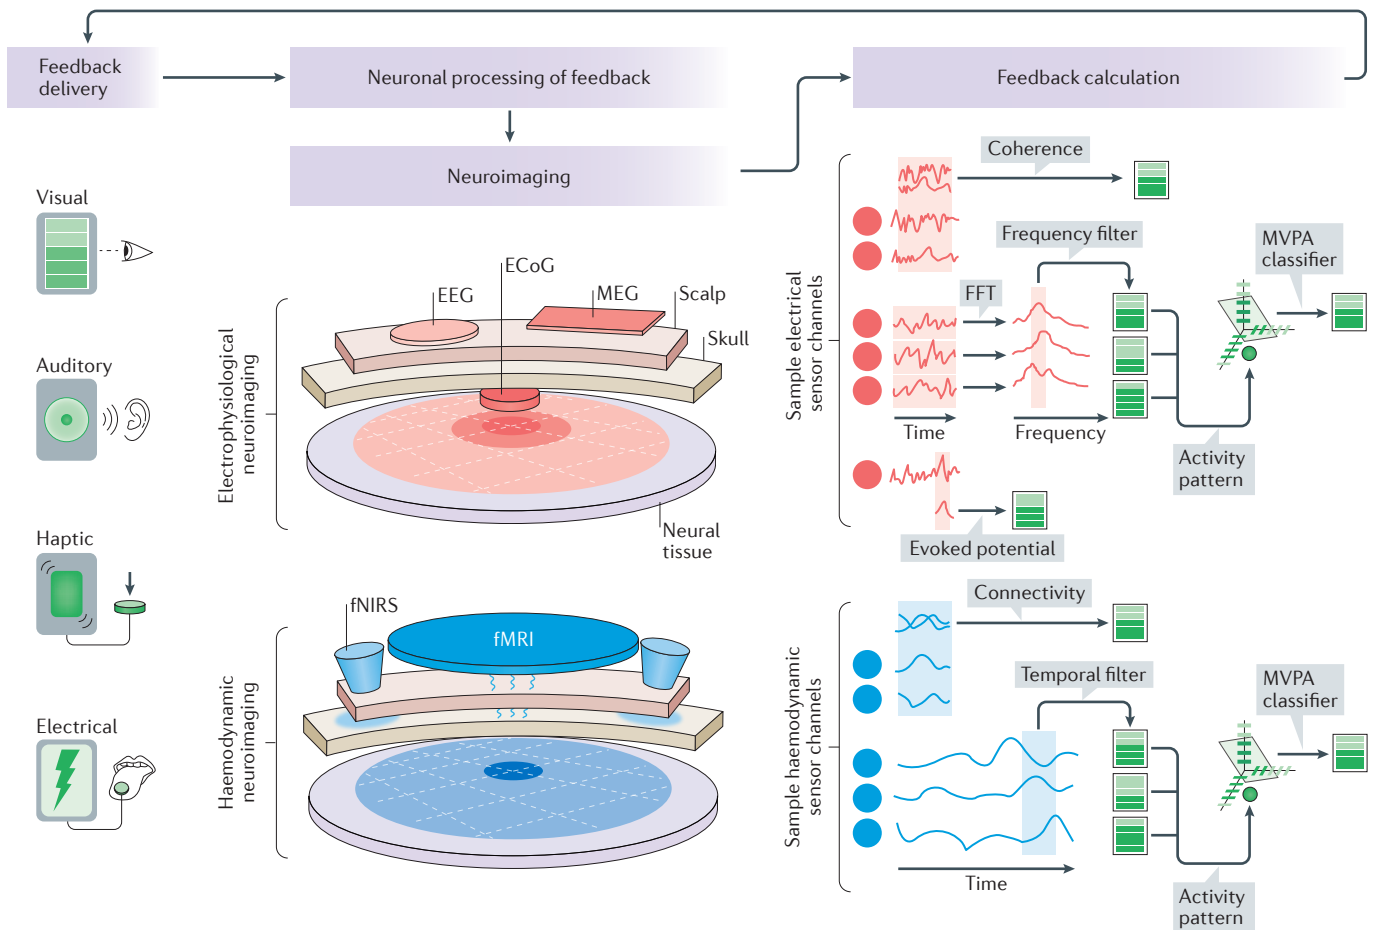 Feedback
delivery
Neuronal processing of feedback
Feedback calculation
Neuroimaging
Visual
Auditory
Haptic
Electrical
Electrophysiological
neuroimaging
ECoG
EEG
MEG
Scalp
Skull
Neural
tissue
Haemodynamic
neuroimaging
fNIRS
fMRI
Sample electrical
sensor channels
Coherence
Frequency filter
MVPA
classifier
FFT
Time
Frequency
Activity
pattern
Evoked potential
Sample haemodynamic
sensor channels
Connectivity
Temporal filter
MVPA
classifier
Time
Activity
pattern